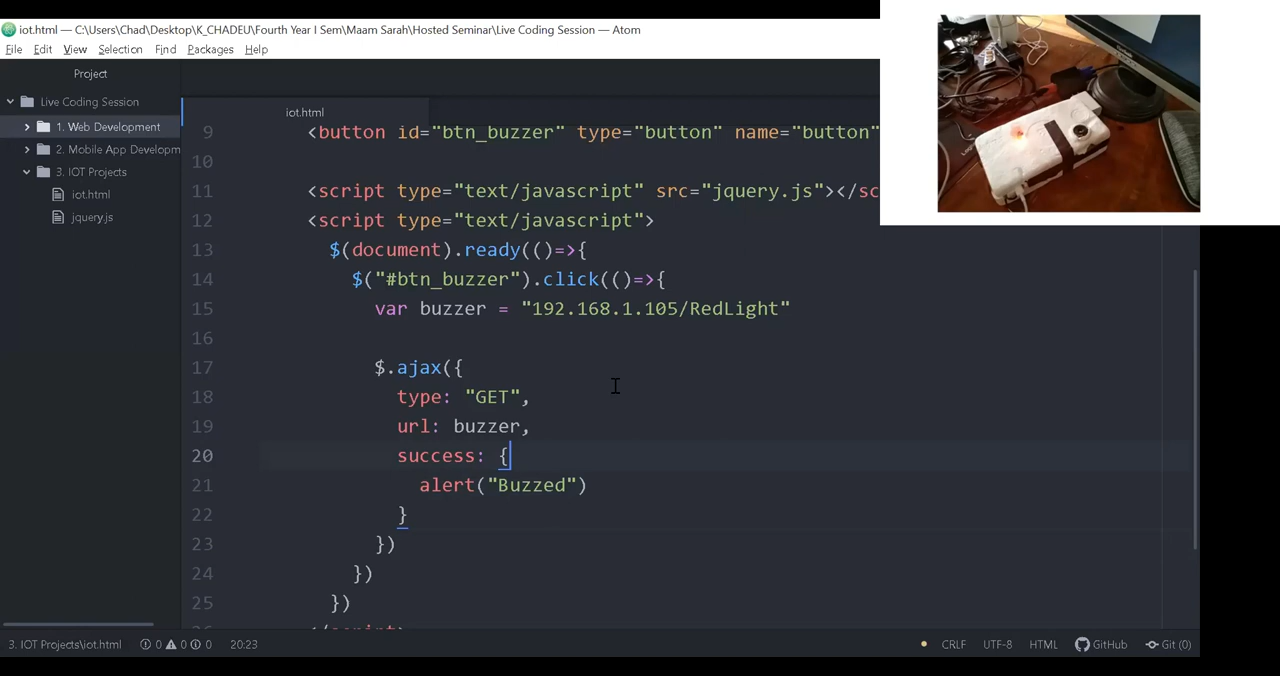 iot.html — C:\Users\Chad\Desktop\K_CHADEU\Fourth Year I Sem\Maam Sarah\Hosted Seminar\Live Coding Session — Atom
File Edit View Selection Find Packages Help
Project
Live Coding Session
1. Web Development
2. Mobile App Developm
3. IOT Projects
iot.html
jquery.js
iot.html
9 <button id="btn_buzzer" type="button" name="button"
10
11 <script type="text/javascript" src="jquery.js"></sc
12 <script type="text/javascript">
13 $(document).ready(()=>{
14 $("#btn_buzzer").click(()=>{
15 var buzzer = "192.168.1.105/RedLight"
16
17 $.ajax({
18 type: "GET",
19 url: buzzer,
20 success: {
21 alert("Buzzed")
22 }
23 })
24 })
25 })
3. IOT Projects\iot.html 0 0 0 20:23 CRLF UTF-8 HTML GitHub Git (0)